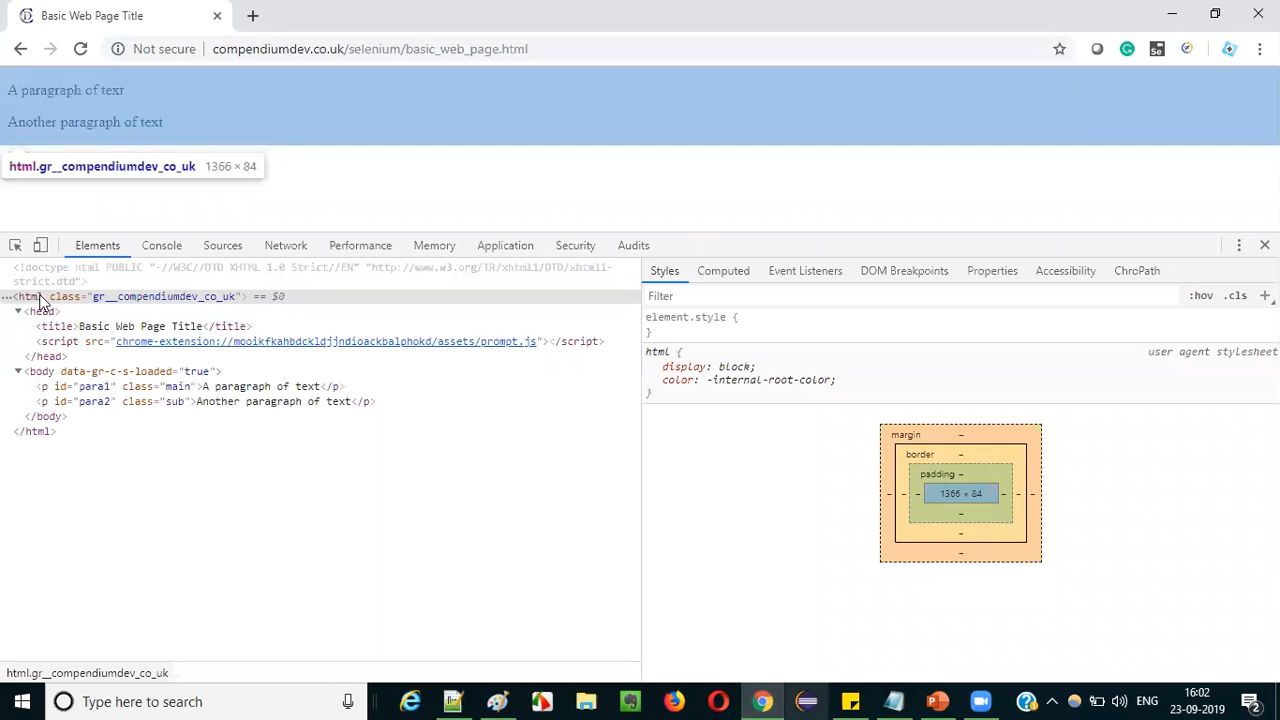 Basic Web Page Title
Not secure compendiumdev.co.uk/selenium/basic_web_page.html
A paragraph of text
Another paragraph of text
html.gr__compendiumdev_co_uk 1366 × 84
Elements Console Sources Network Performance Memory Application Security Audits
<!doctype html PUBLIC "-//W3C//DTD XHTML 1.0 Strict//EN" "http://www.w3.org/TR/xhtml1/DTD/xhtml1-
strict.dtd">
…<html class="gr__compendiumdev_co_uk"> == $0
<head>
<title>Basic Web Page Title</title>
<script src="chrome-extension://mooikfkahbdckldjjndioackbalphokd/assets/prompt.js"></script>
</head>
<body data-gr-c-s-loaded="true">
<p id="para1" class="main">A paragraph of text</p>
<p id="para2" class="sub">Another paragraph of text</p>
</body>
</html>
html.gr__compendiumdev_co_uk
Styles Computed Event Listeners DOM Breakpoints Properties Accessibility ChroPath
Filter :hov .cls +
element.style {
}
html { user agent stylesheet
display: block;
color: -internal-root-color;
}
margin –
border –
padding –
– – – 1366 × 84 – – –
–
–
–
Type here to search
ENG
16:02
23-09-2019
2